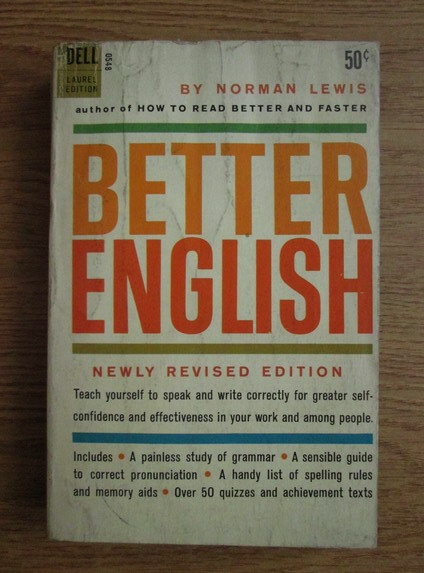 DELL
LAUREL
EDITION
0548
50¢
BY NORMAN LEWIS
author of HOW TO READ BETTER AND FASTER
BETTER
ENGLISH
NEWLY REVISED EDITION
Teach yourself to speak and write correctly for greater self-
confidence and effectiveness in your work and among people.
Includes • A painless study of grammar • A sensible guide
to correct pronunciation • A handy list of spelling rules
and memory aids • Over 50 quizzes and achievement texts